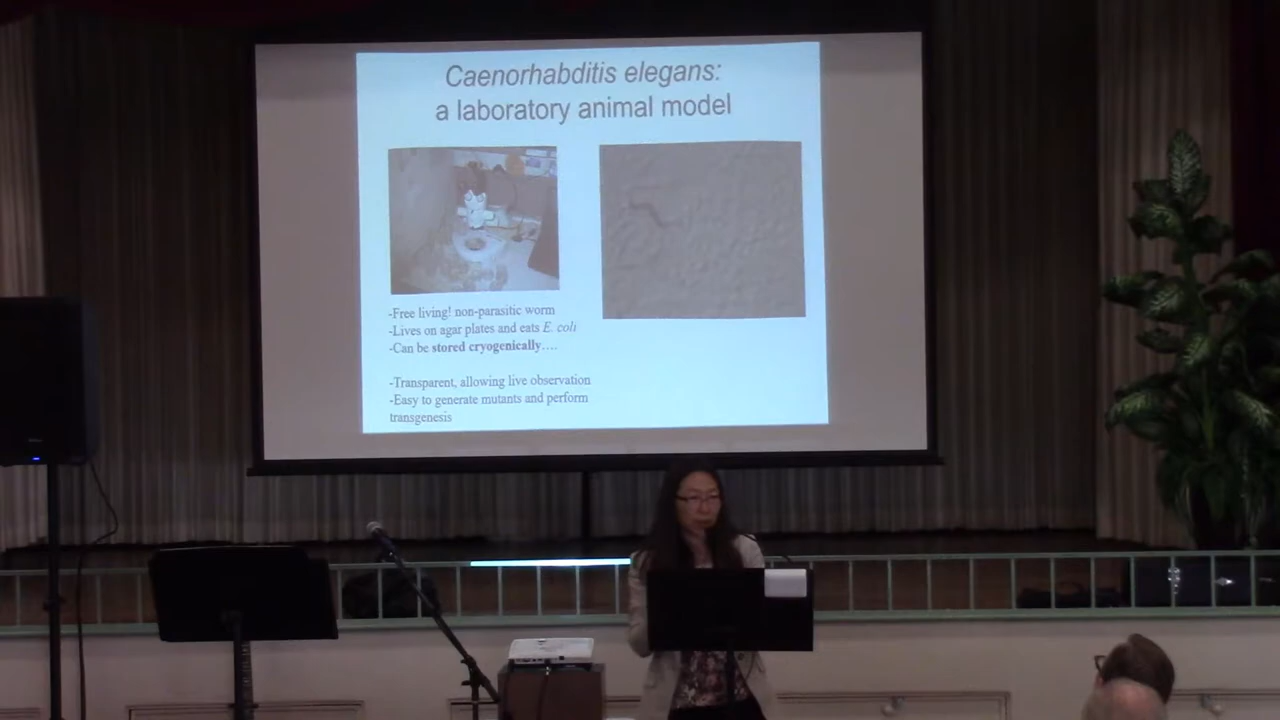 Caenorhabditis elegans:
a laboratory animal model
-Free living! non-parasitic worm
-Lives on agar plates and eats E. coli
-Can be stored cryogenically….
-Transparent, allowing live observation
-Easy to generate mutants and perform
transgenesis